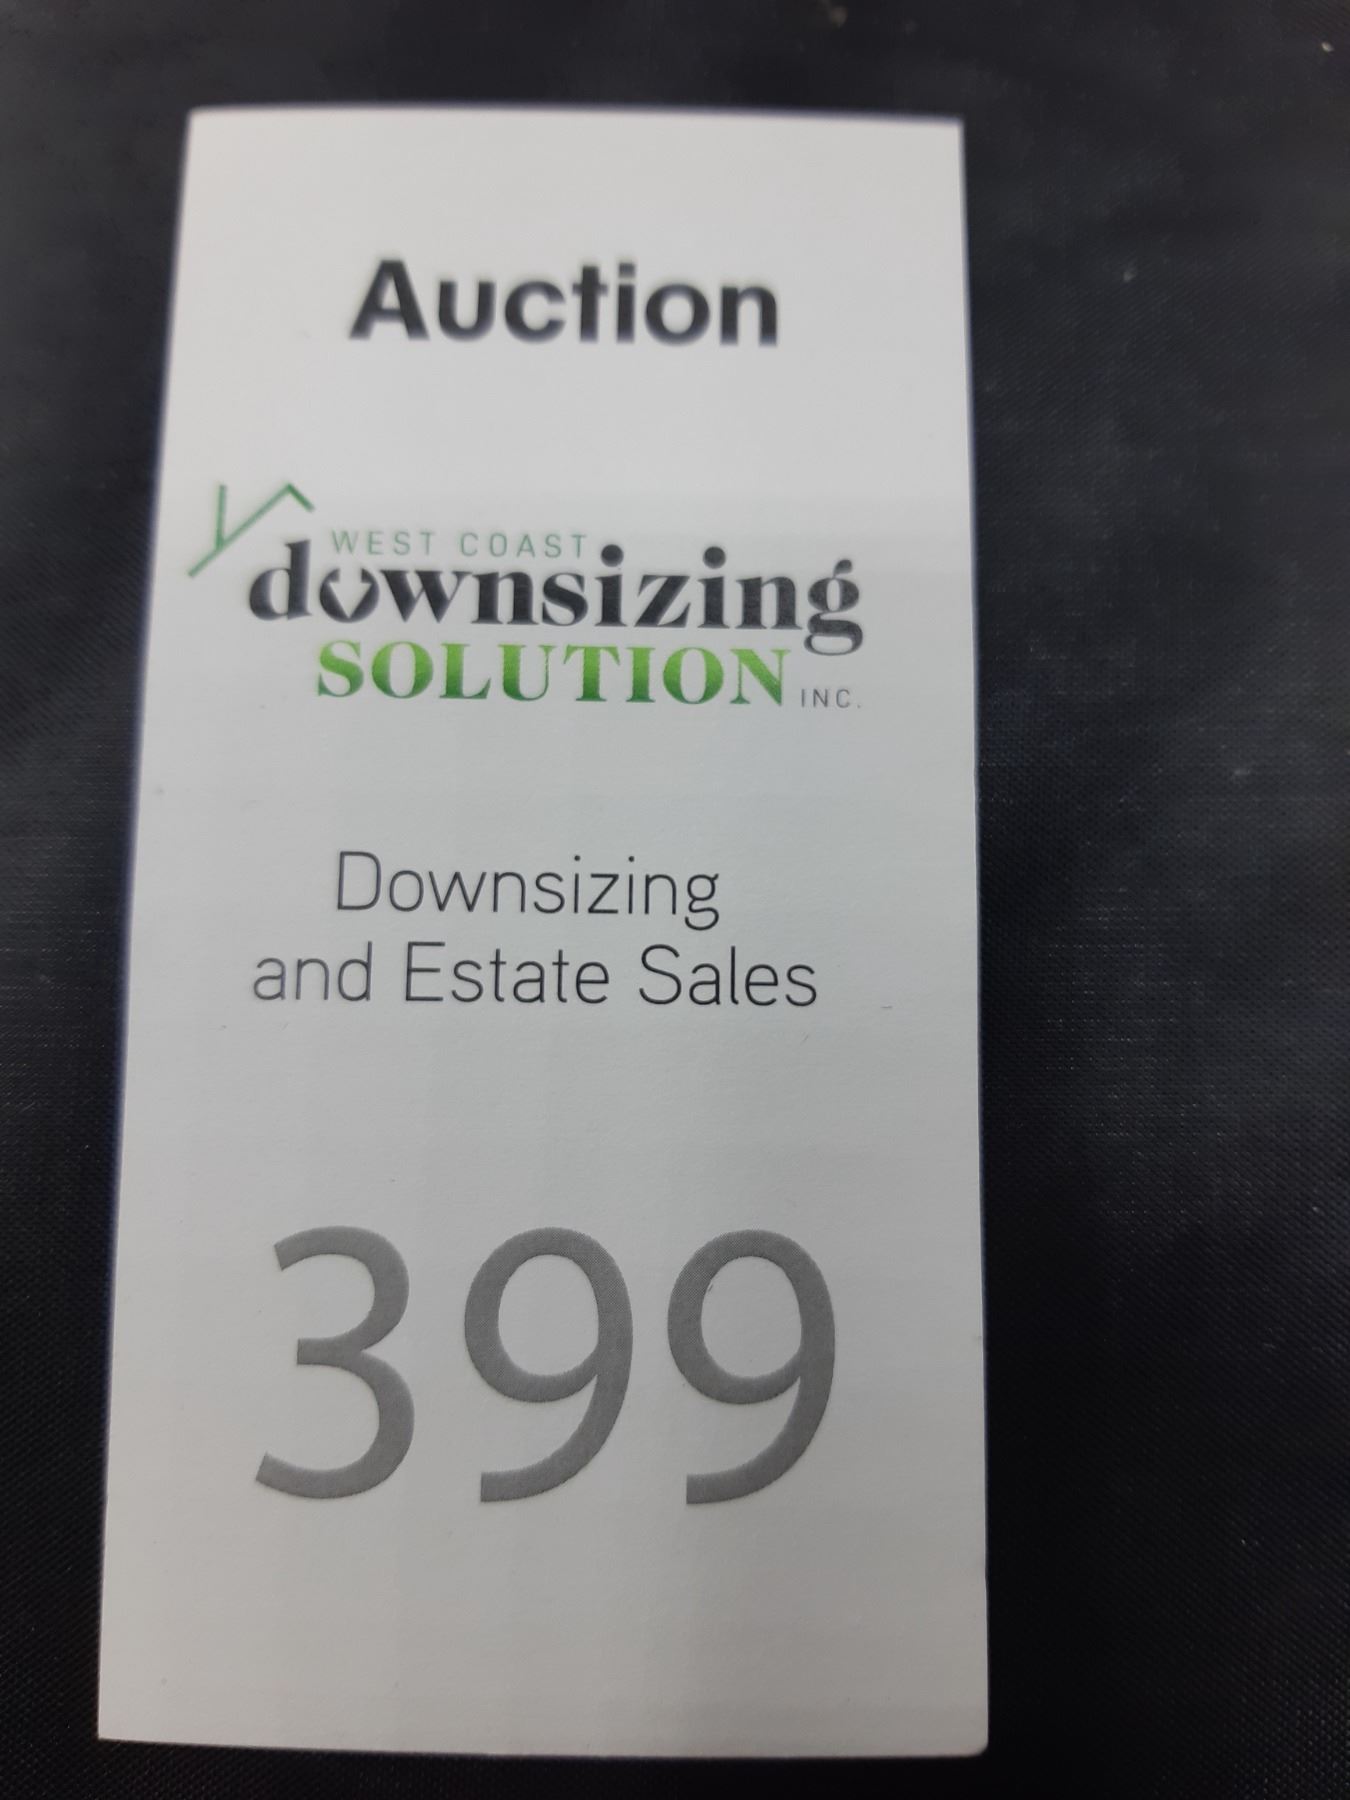 Auction
WEST COAST
downsizing
SOLUTION INC.
Downsizing
and Estate Sales
399